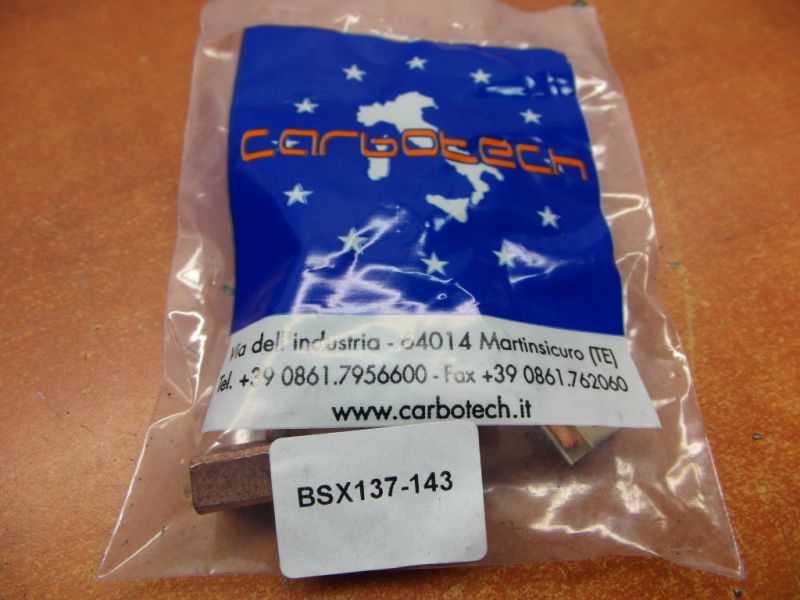 carbotech
Via dell'industria - 64014 Martinsicuro (TE)
Tel. +39 0861.7956600 - Fax +39 0861.762060
www.carbotech.it
BSX137-143